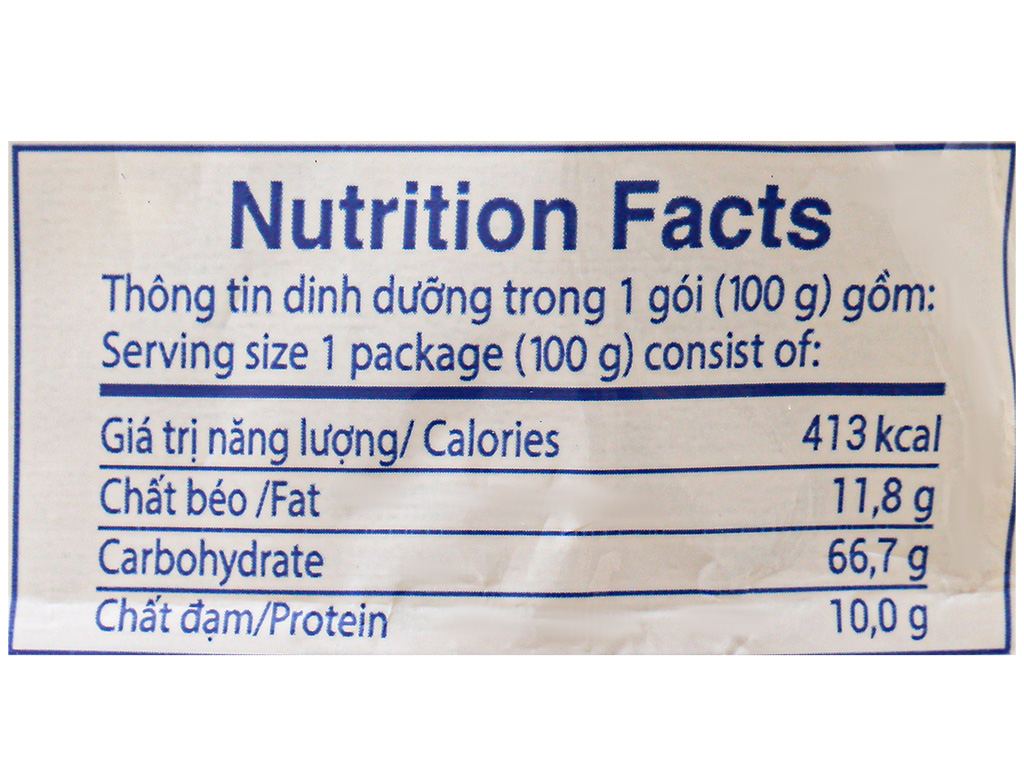 Nutrition Facts
Thông tin dinh dưỡng trong 1 gói (100 g) gồm:
Serving size 1 package (100 g) consist of:
Giá trị năng lượng/ Calories 413 kcal
Chất béo /Fat 11,8 g
Carbohydrate 66,7 g
Chất đạm/Protein 10,0 g